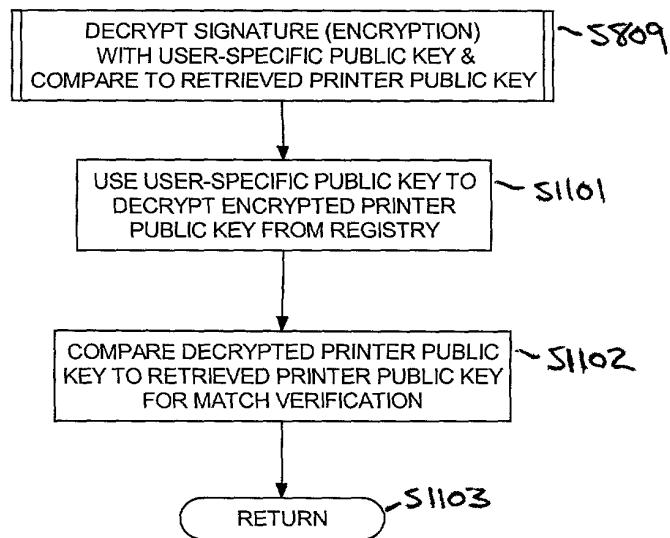 DECRYPT SIGNATURE (ENCRYPTION)
WITH USER-SPECIFIC PUBLIC KEY &
COMPARE TO RETRIEVED PRINTER PUBLIC KEY
S809
USE USER-SPECIFIC PUBLIC KEY TO
DECRYPT ENCRYPTED PRINTER
PUBLIC KEY FROM REGISTRY
S1101
COMPARE DECRYPTED PRINTER PUBLIC
KEY TO RETRIEVED PRINTER PUBLIC KEY
FOR MATCH VERIFICATION
S1102
RETURN
S1103